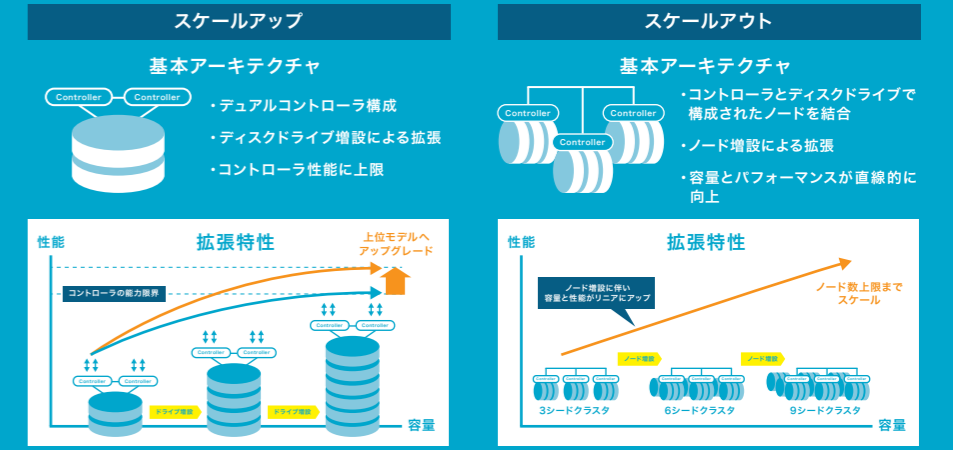 スケールアップ
基本アーキテクチャ
Controller
Controller
・デュアルコントローラ構成
・ディスクドライブ増設による拡張
・コントローラ性能に上限
性能
拡張特性
上位モデルへ
アップグレード
コントローラの能力限界
Controller
Controller
Controller
Controller
Controller
Controller
ドライブ増設
ドライブ増設
容量
スケールアウト
基本アーキテクチャ
Controller
Controller
Controller
・コントローラとディスクドライブで
構成されたノードを結合
・ノード増設による拡張
・容量とパフォーマンスが直線的に
向上
性能
拡張特性
ノード増設に伴い
容量と性能がリニアにアップ
ノード数上限まで
スケール
ノード増設
ノード増設
Controller
Controller
Controller
Controller
Controller
Controller
Controller
Controller
Controller
3シードクラスタ
6シードクラスタ
9シードクラスタ
容量